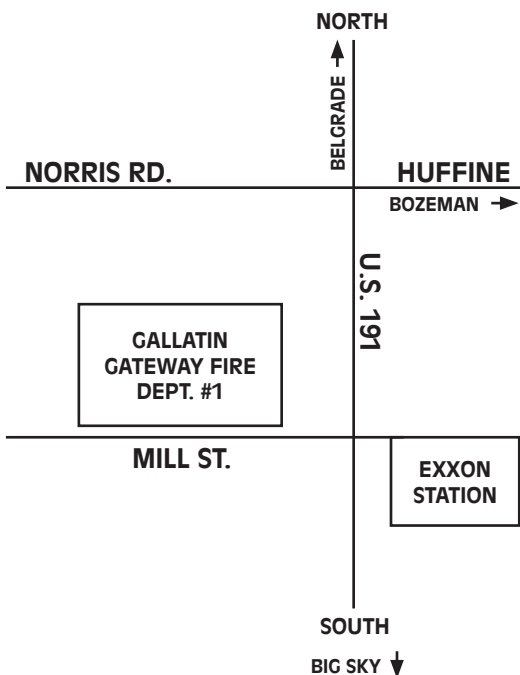 NORTH
BELGRADE
NORRIS RD.
HUFFINE
BOZEMAN
U.S. 191
GALLATIN
GATEWAY FIRE
DEPT. #1
MILL ST.
EXXON
STATION
SOUTH
BIG SKY